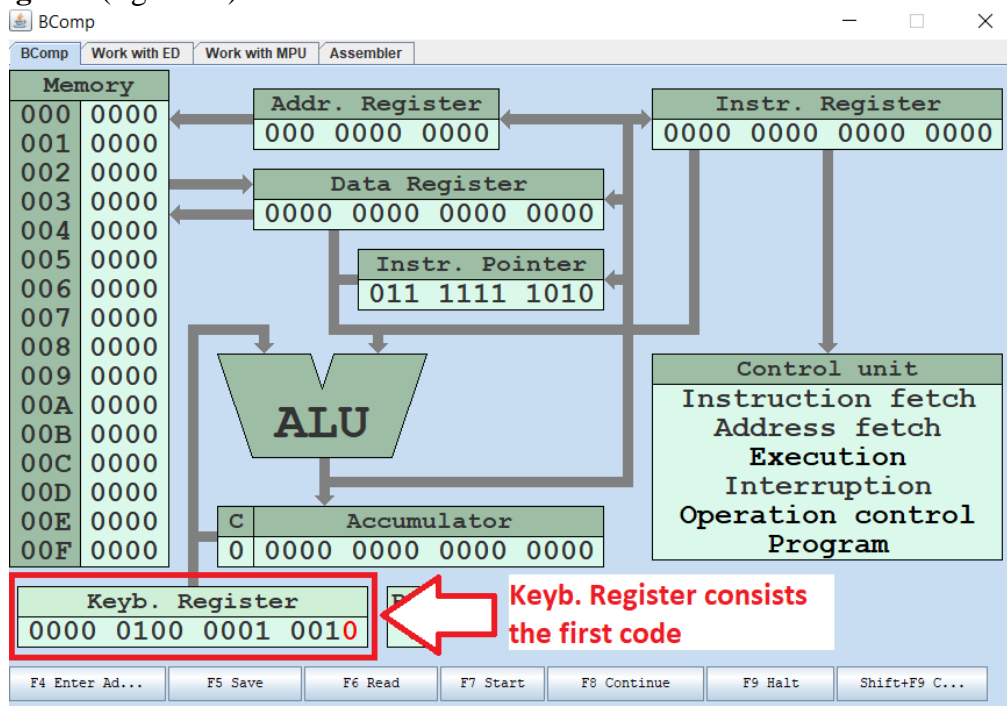 BComp
BComp Work with ED Work with MPU Assembler
Memory
000 0000
001 0000
002 0000
003 0000
004 0000
005 0000
006 0000
007 0000
008 0000
009 0000
00A 0000
00B 0000
00C 0000
00D 0000
00E 0000
00F 0000
Addr. Register
000 0000 0000
Instr. Register
0000 0000 0000 0000
Data Register
0000 0000 0000 0000
Instr. Pointer
011 1111 1010
ALU
Control unit
Instruction fetch
Address fetch
Execution
Interruption
Operation control
Program
C Accumulator
0 0000 0000 0000 0000
Keyb. Register
0000 0100 0001 0010
Keyb. Register consists
the first code
F4 Enter Ad... F5 Save F6 Read F7 Start F8 Continue F9 Halt Shift+F9 C...